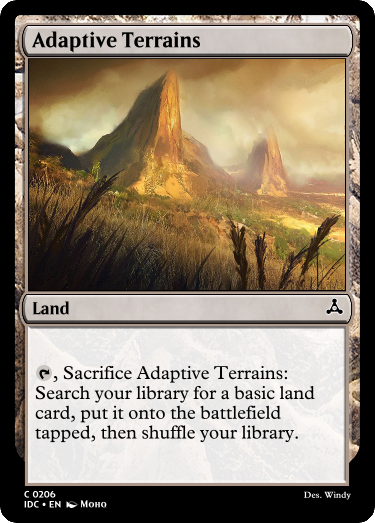 Adaptive Terrains
Land
, Sacrifice Adaptive Terrains:
Search your library for a basic land
card, put it onto the battlefield
tapped, then shuffle your library.
C 0206
IDC • EN Moho
Des. Windy